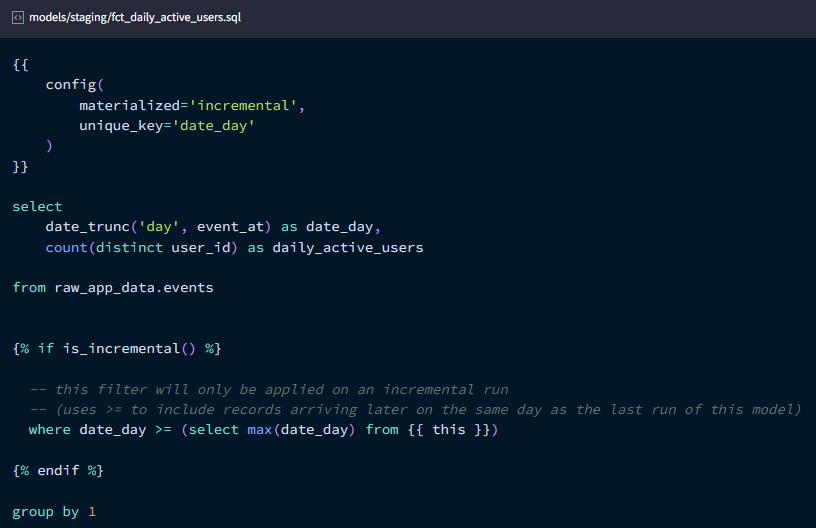 models/staging/fct_daily_active_users.sql
{{
    config(
        materialized='incremental',
        unique_key='date_day'
    )
}}
select
    date_trunc('day', event_at) as date_day,
    count(distinct user_id) as daily_active_users
from raw_app_data.events
{% if is_incremental() %}
  -- this filter will only be applied on an incremental run
  -- (uses >= to include records arriving later on the same day as the last run of this model)
  where date_day >= (select max(date_day) from {{ this }})
{% endif %}
group by 1